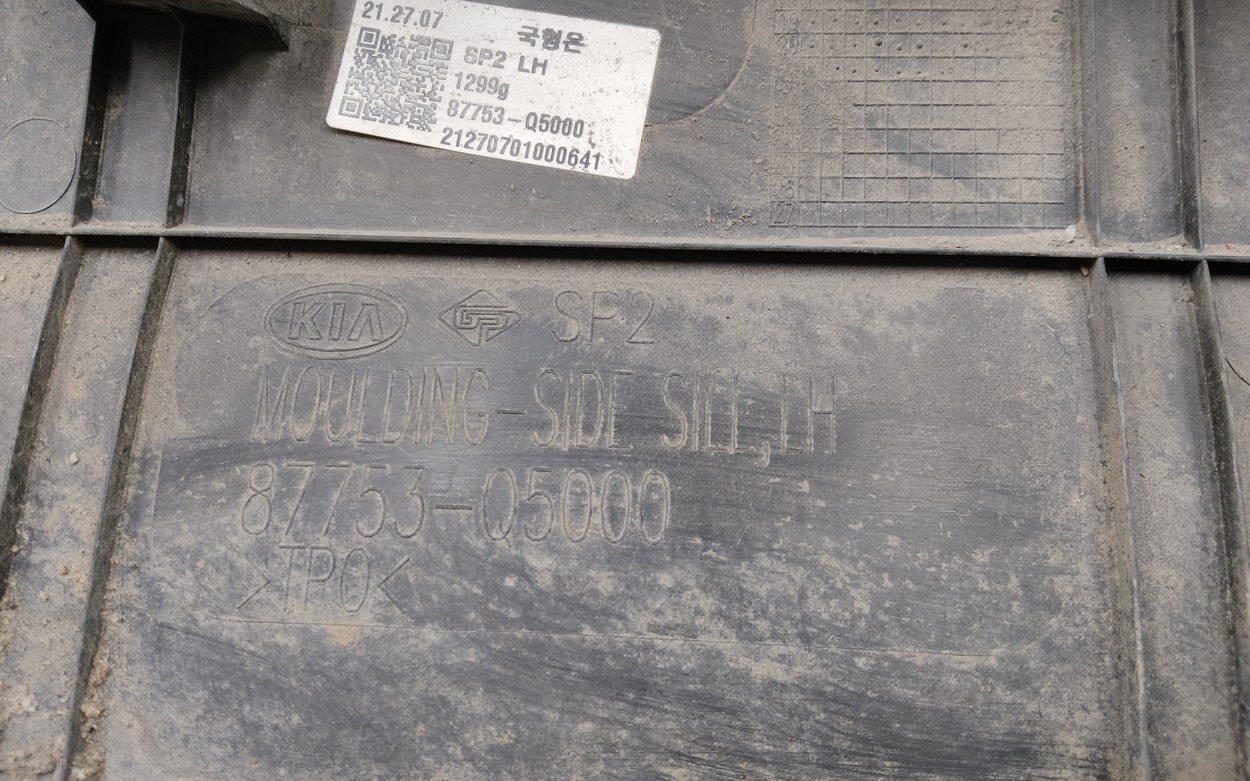 21.27.07
국형은
SP2 LH
1299g
87753-Q5000
21270701000641
KIA SP2
MOULDING-SIDE SILL,LH
87753-Q5000
>TPO<
27